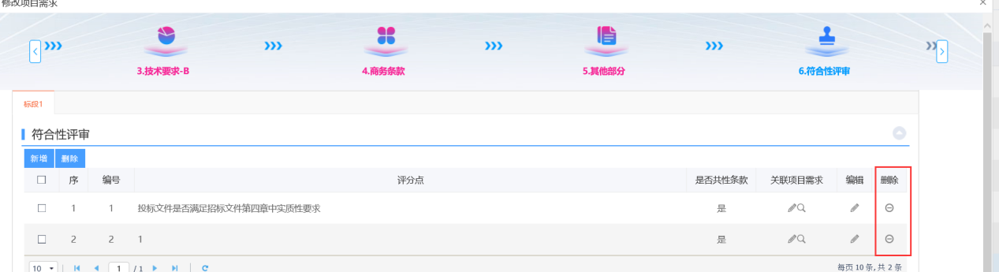 修改项目需求
3.技术要求-B 4.商务条款 5.其他部分 6.符合性评审
标段1
符合性评审
新增 删除
序 编号 评分点 是否共性条款 关联项目需求 编辑 删除
1 1 投标文件是否满足招标文件第四章中实质性要求 是
2 2 1 是
10 1 / 1 每页 10 条, 共 2 条